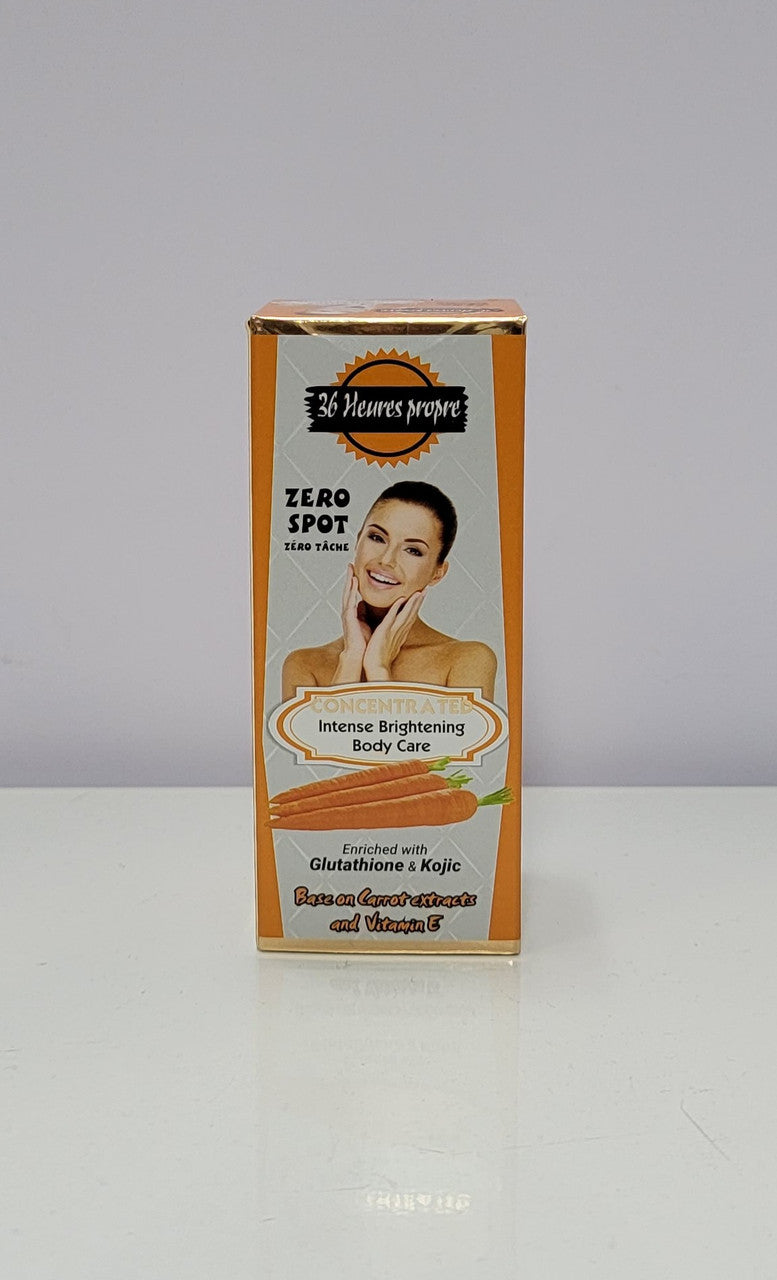 36 Heures propre
ZERO
SPOT
ZÉRO TÂCHE
CONCENTRATED
Intense Brightening
Body Care
Enriched with
Glutathione & Kojic
Base on Carrot extracts
and Vitamin E